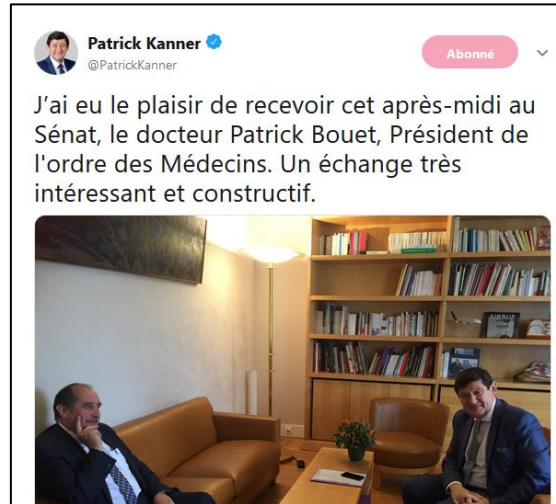 Patrick Kanner
@PatrickKanner
Abonné
J’ai eu le plaisir de recevoir cet après-midi au
Sénat, le docteur Patrick Bouet, Président de
l'ordre des Médecins. Un échange très
intéressant et constructif.